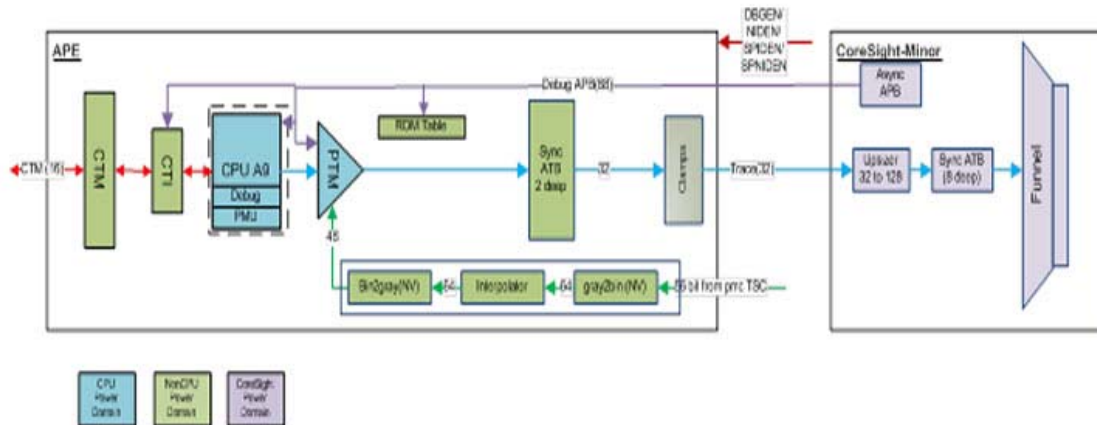 DBGEN/
NIDEN/
SPIDEN/
SPNIDEN
APE
CoreSight-Minor
Async
APB
Debug APB(88)
ROM Table
CTM
CTM(16)
CTI
CPU A9
Debug
PMU
PTM
Sync
ATB
2 deep
32
Clamps
Trace(32)
Upsizer
32 to 128
Sync ATB
(8 deep)
Funnel
48
Bin2gray(NV)
64
Interpolator
64
gray2bin(NV)
56 bit from pmc TSC
CPU
Power
Domain
NonCPU
Power
Domain
CoreSight
Power
Domain